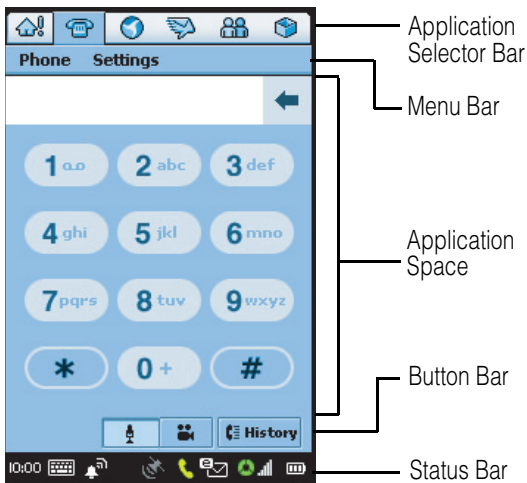 Application
Selector Bar
Phone Settings
Menu Bar
1 2 abc 3 def
4 ghi 5 jkl 6 mno
Application
Space
7 pqrs 8 tuv 9 wxyz
* 0 + #
Button Bar
History
10:00
Status Bar